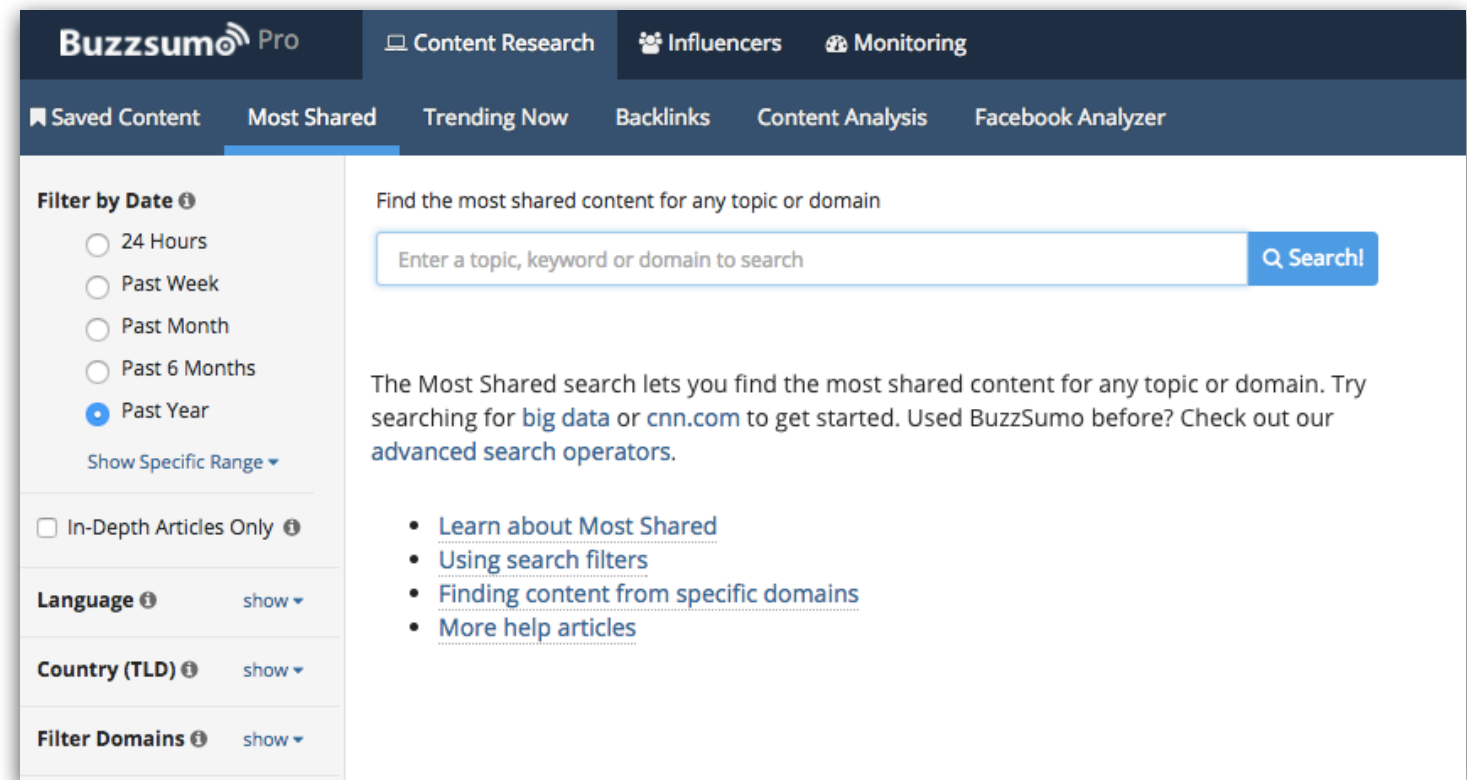 Buzzsumo Pro Content Research Influencers Monitoring
Saved Content Most Shared Trending Now Backlinks Content Analysis Facebook Analyzer
Filter by Date
24 Hours
Past Week
Past Month
Past 6 Months
Past Year
Show Specific Range
In-Depth Articles Only
Language show
Country (TLD) show
Filter Domains show
Find the most shared content for any topic or domain
Enter a topic, keyword or domain to search Search!
The Most Shared search lets you find the most shared content for any topic or domain. Try
searching for big data or cnn.com to get started. Used BuzzSumo before? Check out our
advanced search operators.
• Learn about Most Shared
• Using search filters
• Finding content from specific domains
• More help articles